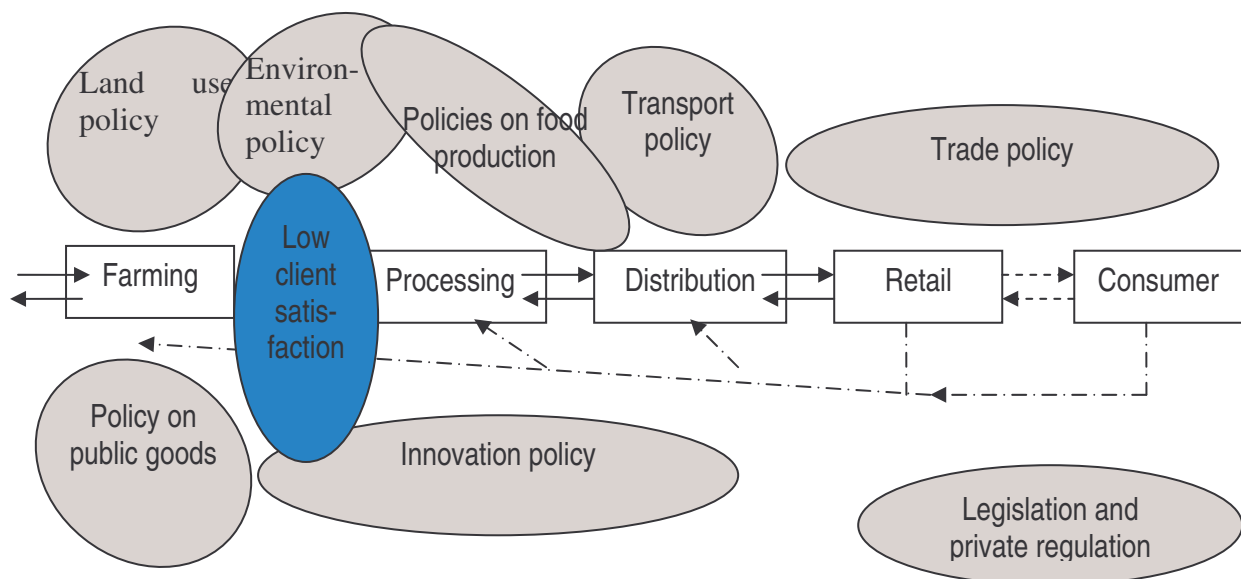 Land use
policy
Environ-
mental
policy
Policies on food
production
Transport
policy
Trade policy
Low
client
satis-
faction
Farming
Processing
Distribution
Retail
Consumer
Policy on
public goods
Innovation policy
Legislation and
private regulation